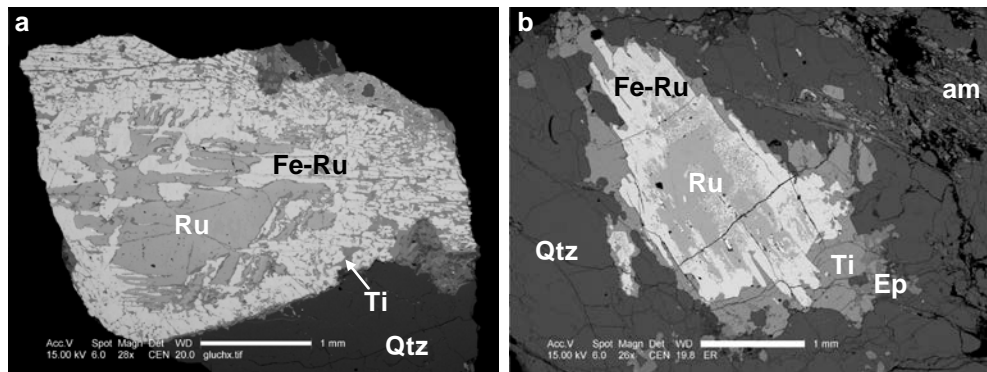 a
Fe-Ru
Ru
Ti
Qtz
Acc.V Spot Magn Det WD
15.00 kV 6.0 28x CEN 20.0 gluchx.tif
1 mm
b
Fe-Ru
am
Ru
Qtz
Ti
Ep
Acc.V Spot Magn Det WD
15.00 kV 6.0 26x CEN 19.8 ER
1 mm